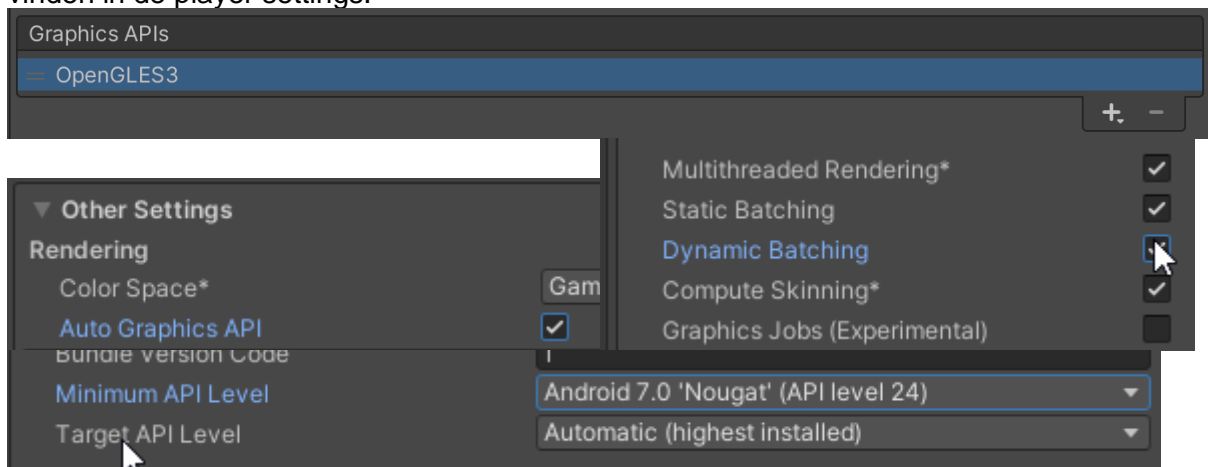 vinden in de player settings.
Graphics APIs
OpenGLES3
Multithreaded Rendering*
Static Batching
Dynamic Batching
Compute Skinning*
Graphics Jobs (Experimental)
Other Settings
Rendering
Color Space* Gam
Auto Graphics API
Bundle Version Code 1
Minimum API Level Android 7.0 'Nougat' (API level 24)
Target API Level Automatic (highest installed)